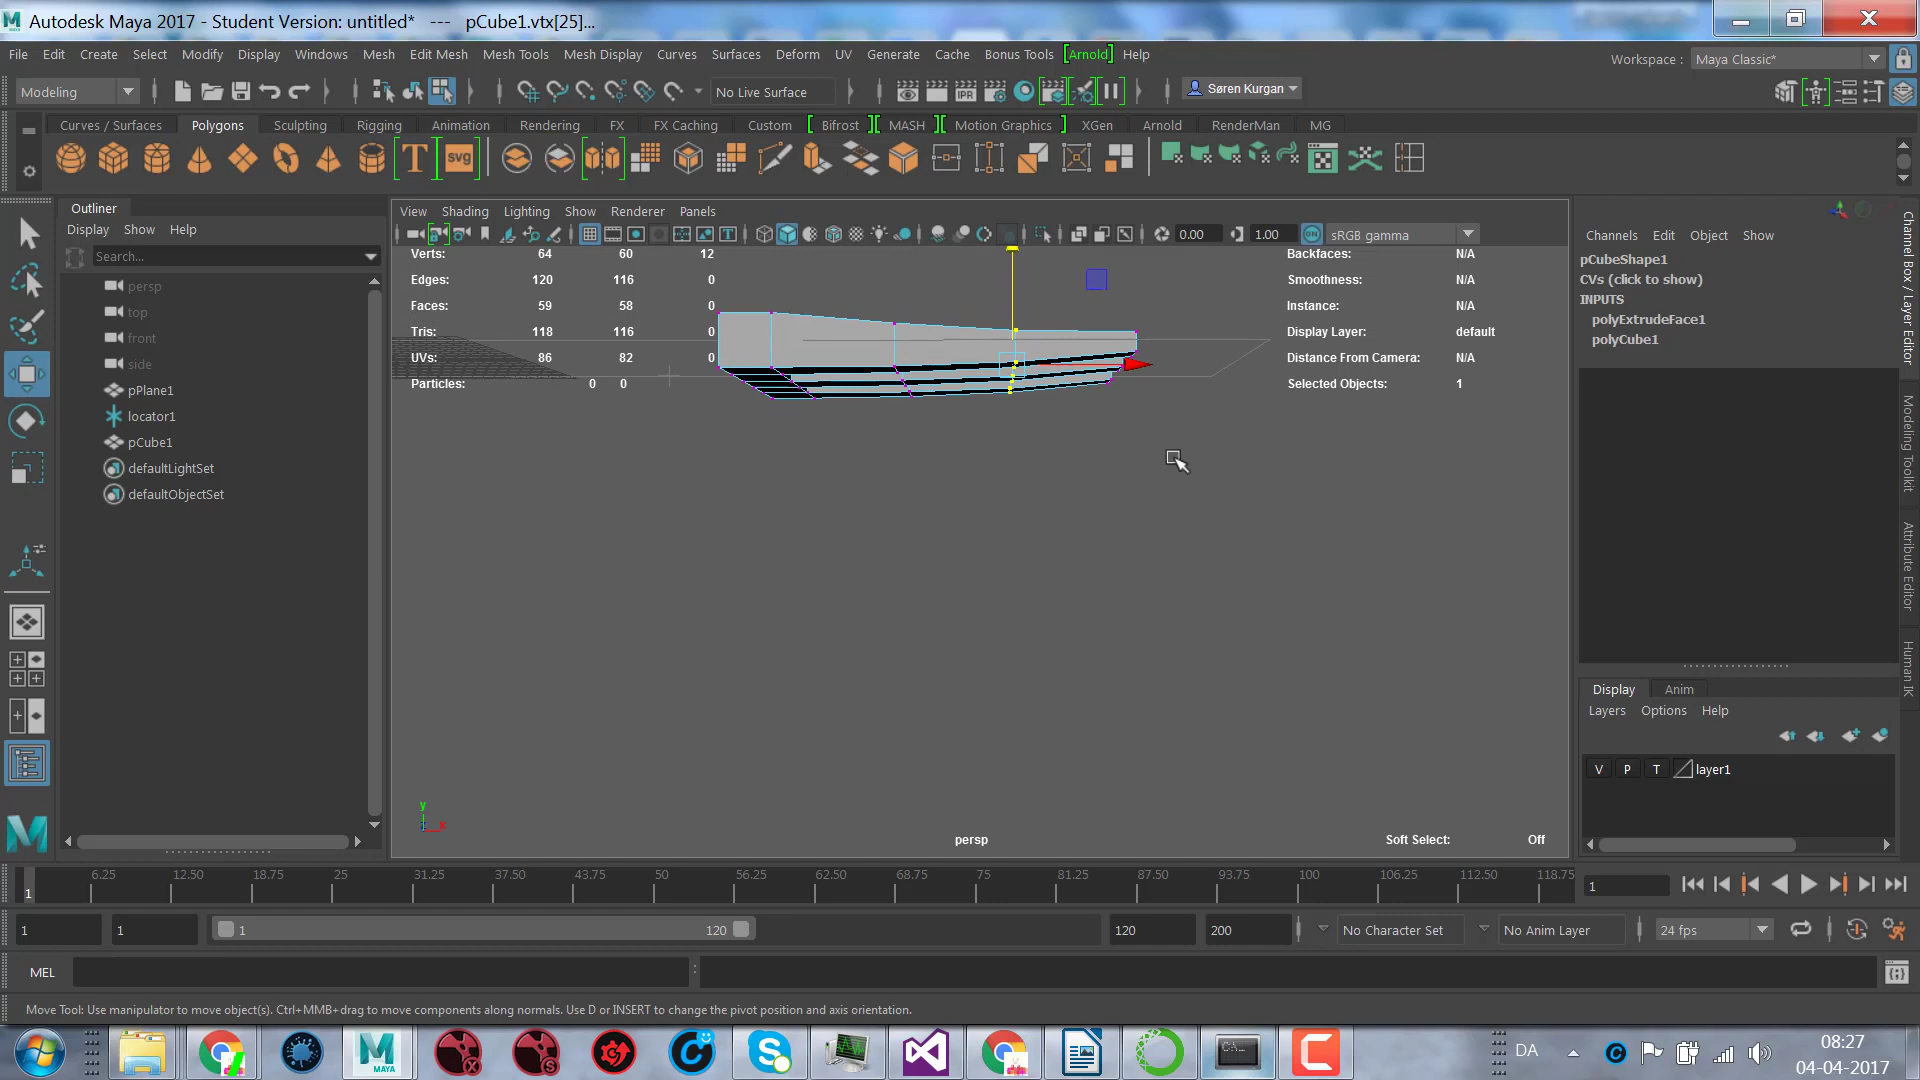 Autodesk Maya 2017 - Student Version: untitled*   ---   pCube1.vtx[25]...
File Edit Create Select Modify Display Windows Mesh Edit Mesh Mesh Tools Mesh Display Curves Surfaces Deform UV Generate Cache Bonus Tools [Arnold] Help
Workspace : Maya Classic*
Modeling
No Live Surface
IPR
Søren Kurgan
Curves / Surfaces Polygons Sculpting Rigging Animation Rendering FX FX Caching Custom Bifrost MASH Motion Graphics XGen Arnold RenderMan MG
T svg
Outliner
Display Show Help
Search...
persp
top
front
side
pPlane1
locator1
pCube1
defaultLightSet
defaultObjectSet
View Shading Lighting Show Renderer Panels
0.00 1.00 ON sRGB gamma
Verts: 64 60 12
Edges: 120 116 0
Faces: 59 58 0
Tris: 118 116 0
UVs: 86 82 0
Particles: 0 0
Backfaces: N/A
Smoothness: N/A
Instance: N/A
Display Layer: default
Distance From Camera: N/A
Selected Objects: 1
y
x
persp
Soft Select: Off
Channels Edit Object Show
pCubeShape1
CVs (click to show)
INPUTS
polyExtrudeFace1
polyCube1
Channel Box / Layer Editor
Modeling Toolkit
Attribute Editor
Human IK
Display Anim
Layers Options Help
V P T layer1
1 6.25 12.50 18.75 25 31.25 37.50 43.75 50 56.25 62.50 68.75 75 81.25 87.50 93.75 100 106.25 112.50 118.75
1
1 1 1 120 120 200 No Character Set No Anim Layer 24 fps
MEL
Move Tool: Use manipulator to move object(s). Ctrl+MMB+drag to move components along normals. Use D or INSERT to change the pivot position and axis orientation.
MAYA
DA
08:27
04-04-2017